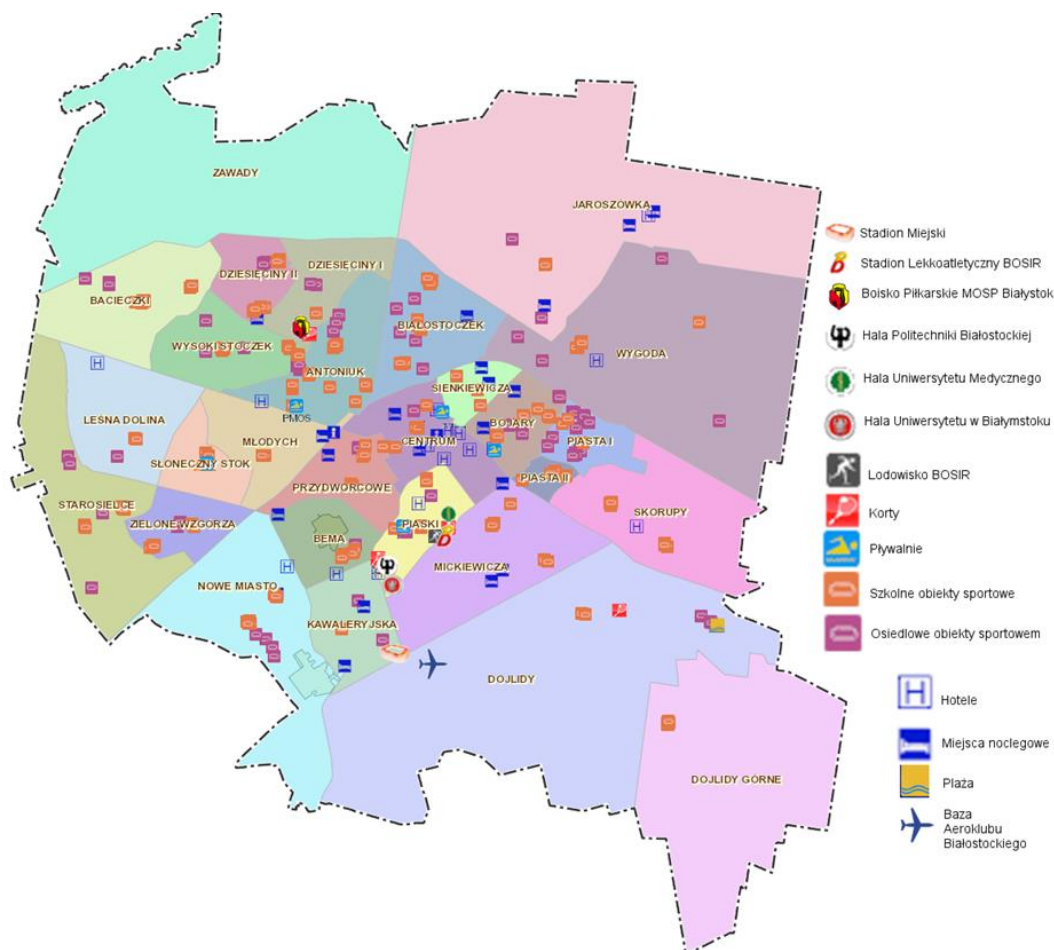 ZAWADY
JAROSZÓWKA
DZIESIĘCINY I
DZIESIĘCINY II
BACIECZKI
BIAŁOSTOCZEK
WYSOKI STOCZEK
WYGODA
ANTONIUK
SIENKIEWICZA
LEŚNA DOLINA
PMOS
BOJARY
MŁODYCH
CENTRUM
PIASTA I
SŁONECZNY STOK
PRZYDWORCOWE
PIASTA II
STAROSIELCE
SKORUPY
ZIELONE WZGÓRZA
PIASKI
BEMA
MICKIEWICZA
NOWE MIASTO
KAWALERYJSKA
DOJLIDY
DOJLIDY GÓRNE
Stadion Miejski
Stadion Lekkoatletyczny BOSIR
Boisko Piłkarskie MOSP Białystok
Hala Politechniki Białostockiej
Hala Uniwersytetu Medycznego
Hala Uniwersytetu w Białymstoku
Lodowisko BOSIR
Korty
Pływalnie
Szkolne obiekty sportowe
Osiedlowe obiekty sportowem
H Hotele
Miejsca noclegowe
Plaża
Baza
Aeroklubu
Białostockiego